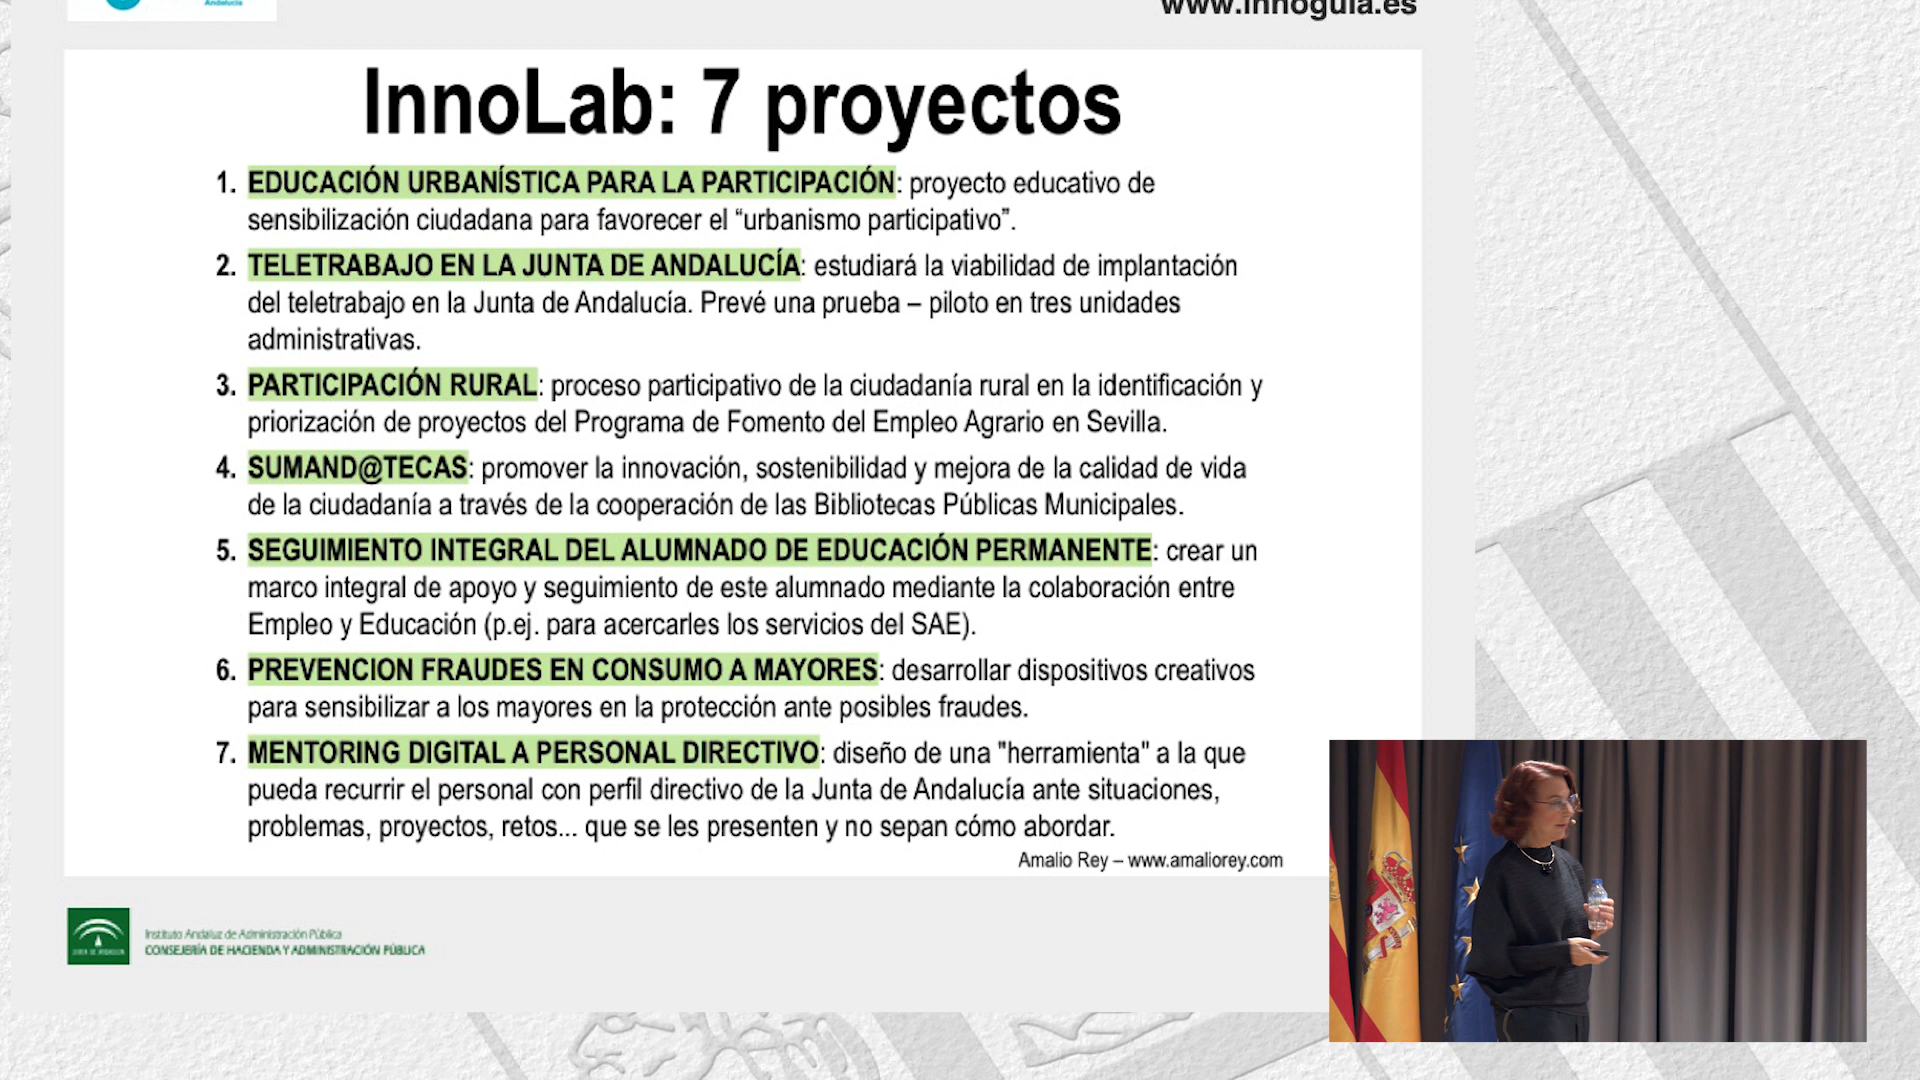 Andalucía
www.innoguia.es
InnoLab: 7 proyectos
1. EDUCACIÓN URBANÍSTICA PARA LA PARTICIPACIÓN: proyecto educativo de
sensibilización ciudadana para favorecer el “urbanismo participativo”.
2. TELETRABAJO EN LA JUNTA DE ANDALUCÍA: estudiará la viabilidad de implantación
del teletrabajo en la Junta de Andalucía. Prevé una prueba – piloto en tres unidades
administrativas.
3. PARTICIPACIÓN RURAL: proceso participativo de la ciudadanía rural en la identificación y
priorización de proyectos del Programa de Fomento del Empleo Agrario en Sevilla.
4. SUMAND@TECAS: promover la innovación, sostenibilidad y mejora de la calidad de vida
de la ciudadanía a través de la cooperación de las Bibliotecas Públicas Municipales.
5. SEGUIMIENTO INTEGRAL DEL ALUMNADO DE EDUCACIÓN PERMANENTE: crear un
marco integral de apoyo y seguimiento de este alumnado mediante la colaboración entre
Empleo y Educación (p.ej. para acercarles los servicios del SAE).
6. PREVENCION FRAUDES EN CONSUMO A MAYORES: desarrollar dispositivos creativos
para sensibilizar a los mayores en la protección ante posibles fraudes.
7. MENTORING DIGITAL A PERSONAL DIRECTIVO: diseño de una "herramienta" a la que
pueda recurrir el personal con perfil directivo de la Junta de Andalucía ante situaciones,
problemas, proyectos, retos... que se les presenten y no sepan cómo abordar.
Amalio Rey – www.amaliorey.com
JUNTA DE ANDALUCIA
Instituto Andaluz de Administración Pública
CONSEJERÍA DE HACIENDA Y ADMINISTRACIÓN PÚBLICA